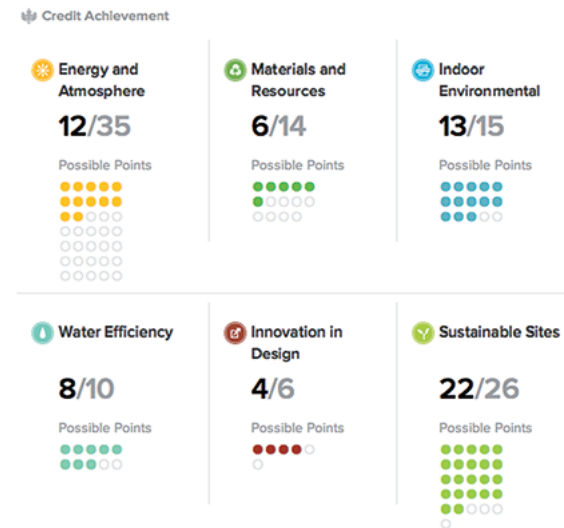 Credit Achievement
Energy and
Atmosphere
12/35
Possible Points
Materials and
Resources
6/14
Possible Points
Indoor
Environmental
13/15
Possible Points
Water Efficiency
8/10
Possible Points
Innovation in
Design
4/6
Possible Points
Sustainable Sites
22/26
Possible Points